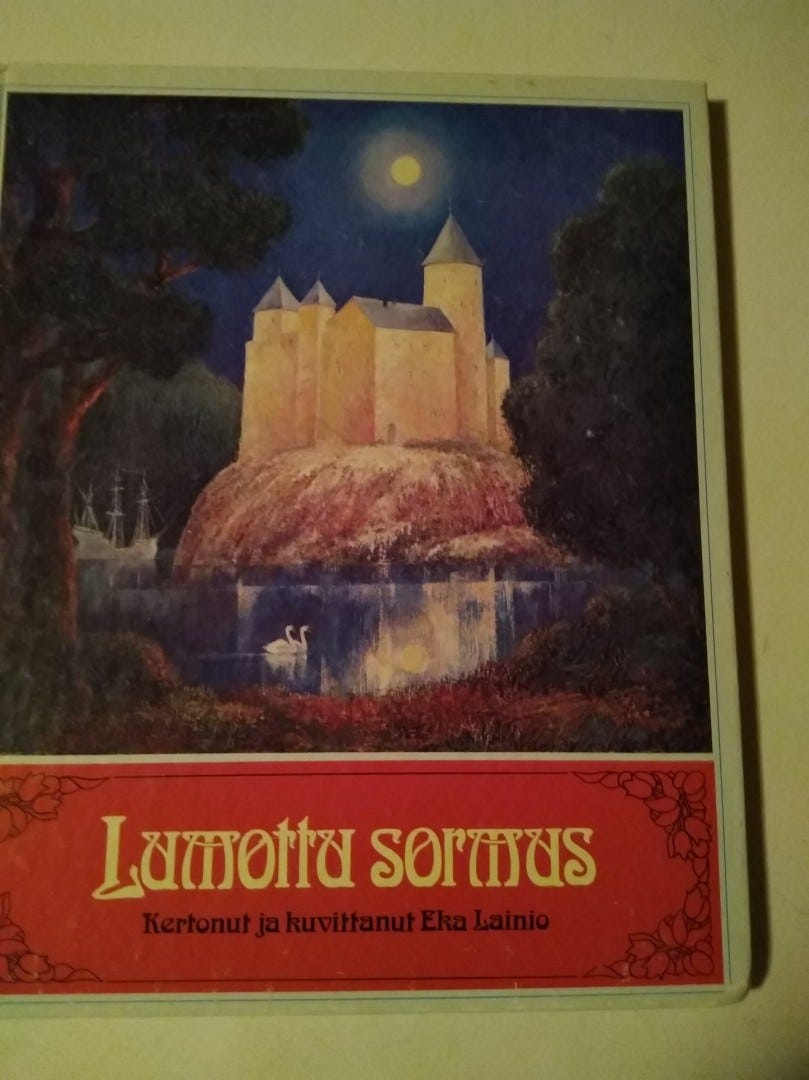 Lumottu sormus
Kertonut ja kuvittanut Eka Lainio